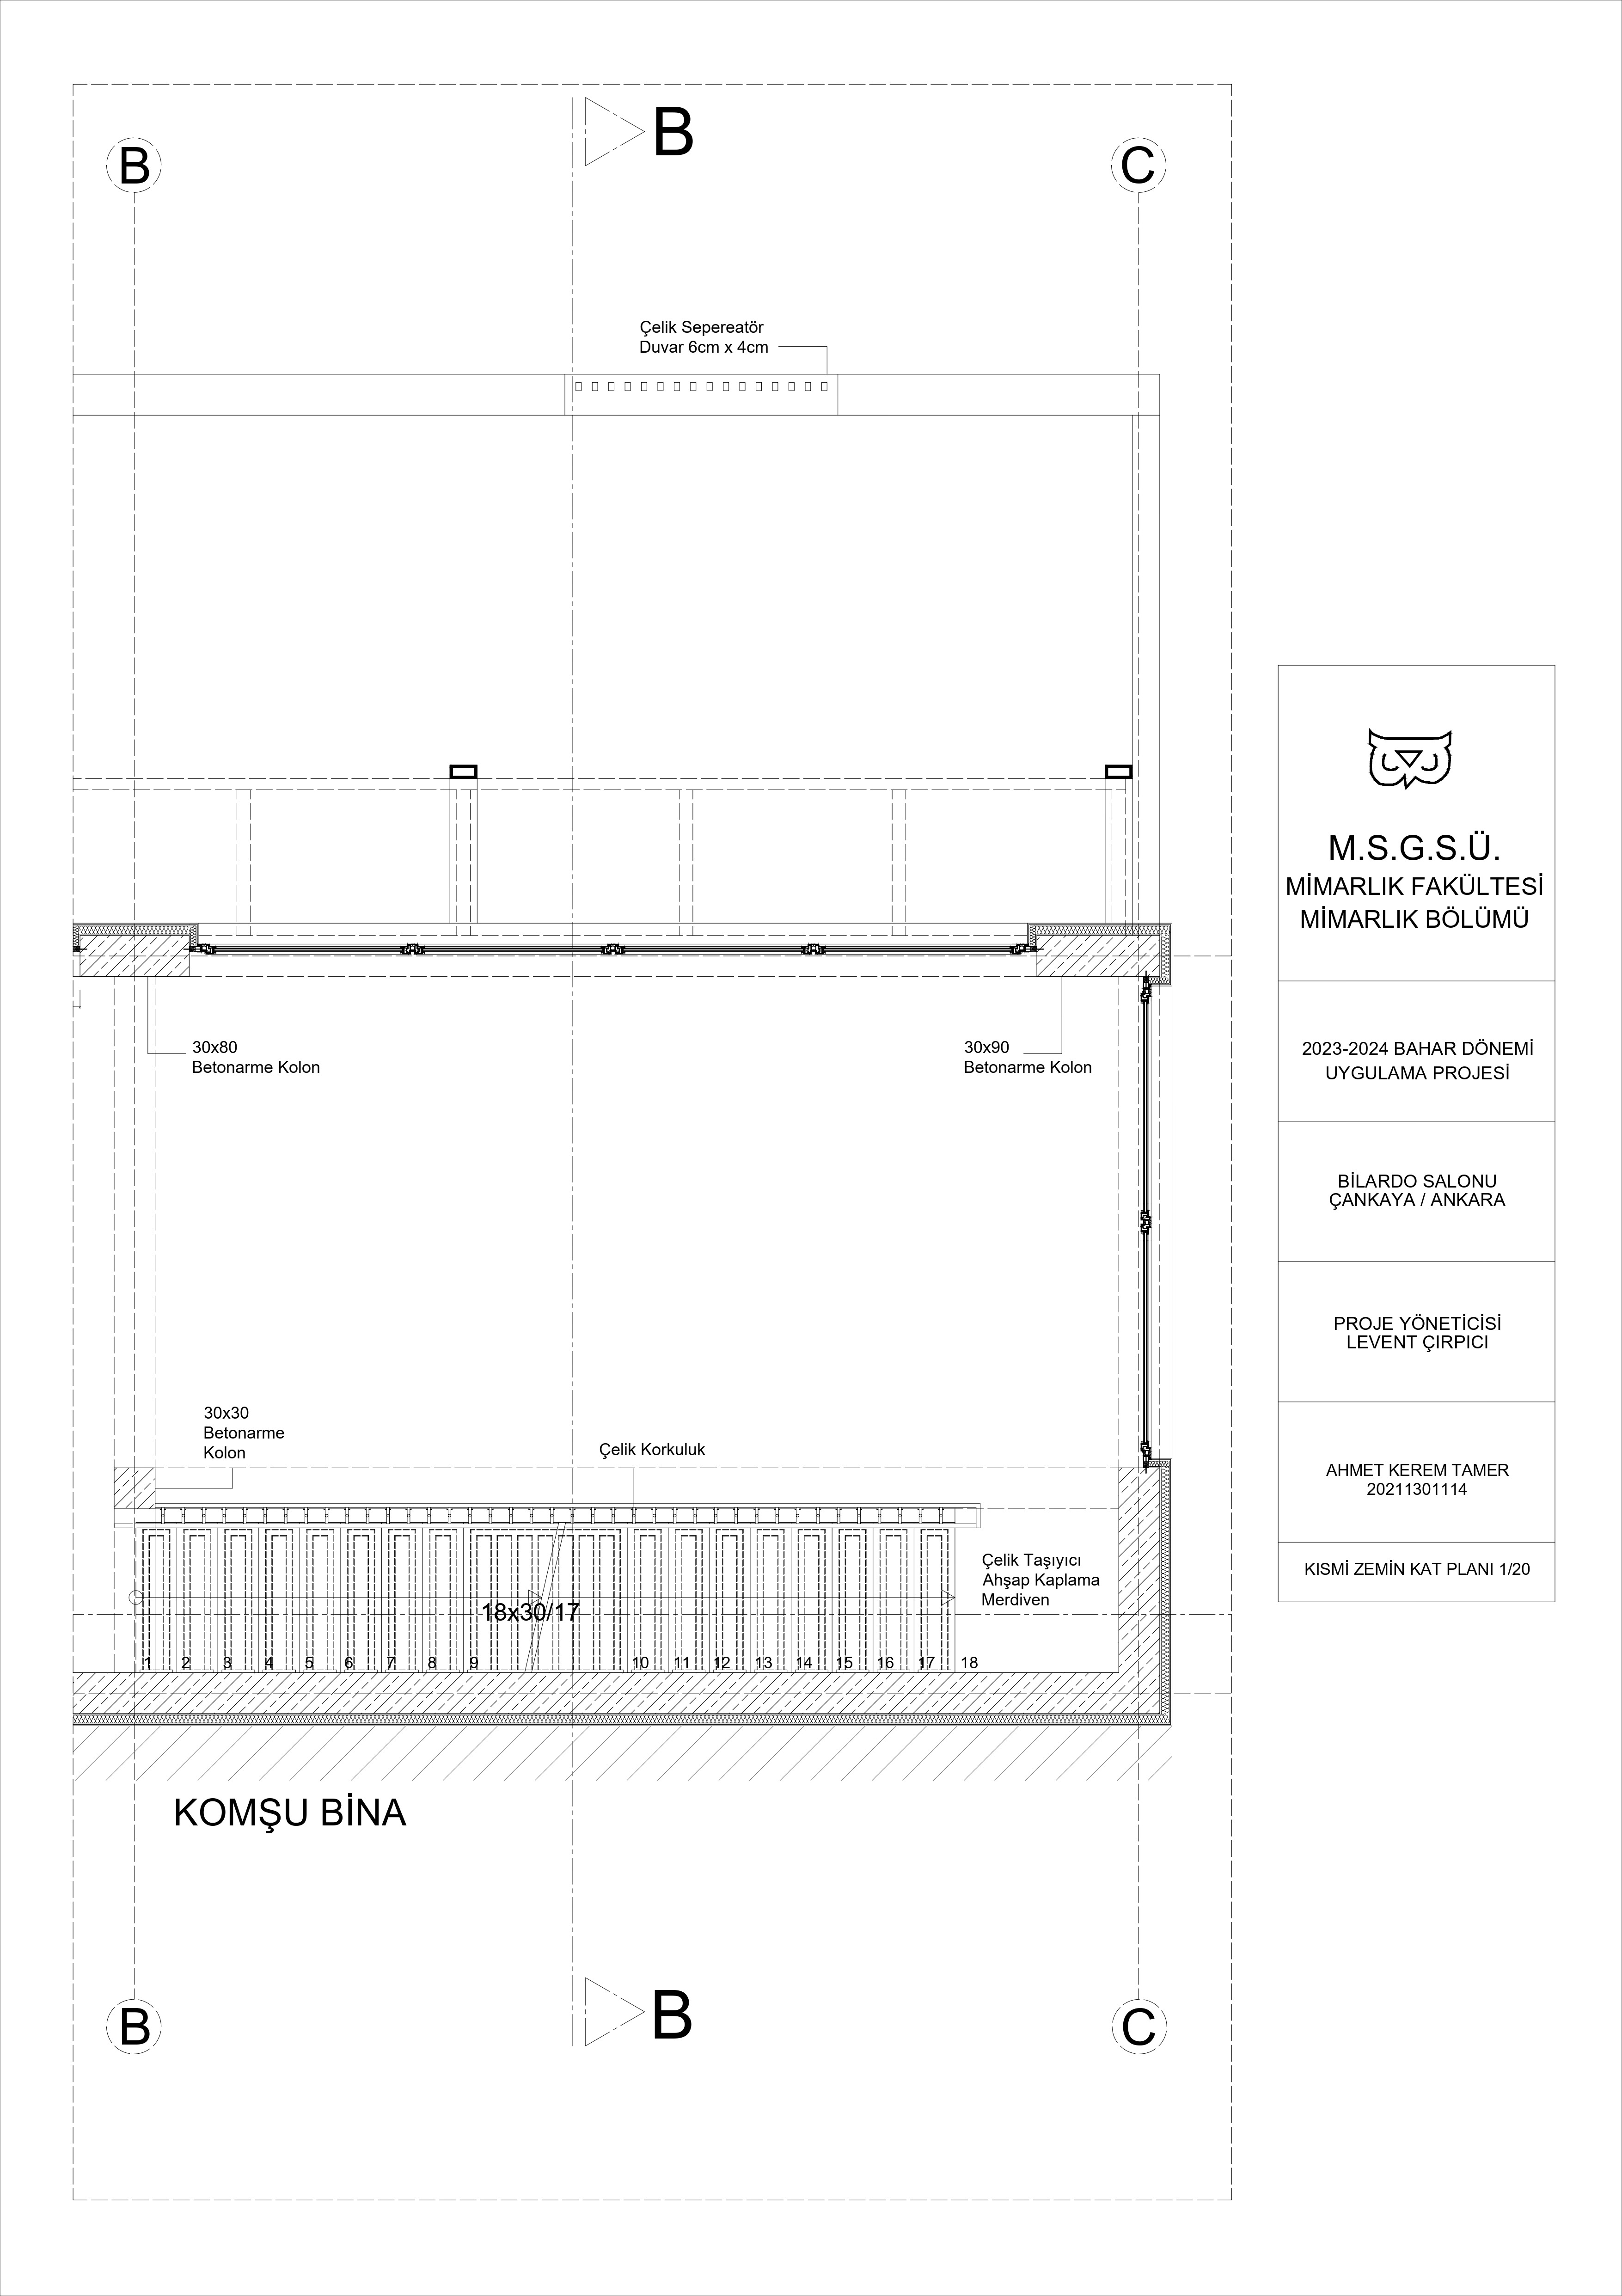 B
B
C
Çelik Sepereatör
Duvar 6cm x 4cm
30x80
Betonarme Kolon
30x90
Betonarme Kolon
30x30
Betonarme
Kolon
Çelik Korkuluk
Çelik Taşıyıcı
Ahşap Kaplama
Merdiven
18x30/17
1 2 3 4 5 6 7 8 9 10 11 12 13 14 15 16 17 18
KOMŞU BİNA
B
B
C
M.S.G.S.Ü.
MİMARLIK FAKÜLTESİ
MİMARLIK BÖLÜMÜ
2023-2024 BAHAR DÖNEMİ
UYGULAMA PROJESİ
BİLARDO SALONU
ÇANKAYA / ANKARA
PROJE YÖNETİCİSİ
LEVENT ÇIRPICI
AHMET KEREM TAMER
20211301114
KISMİ ZEMİN KAT PLANI 1/20